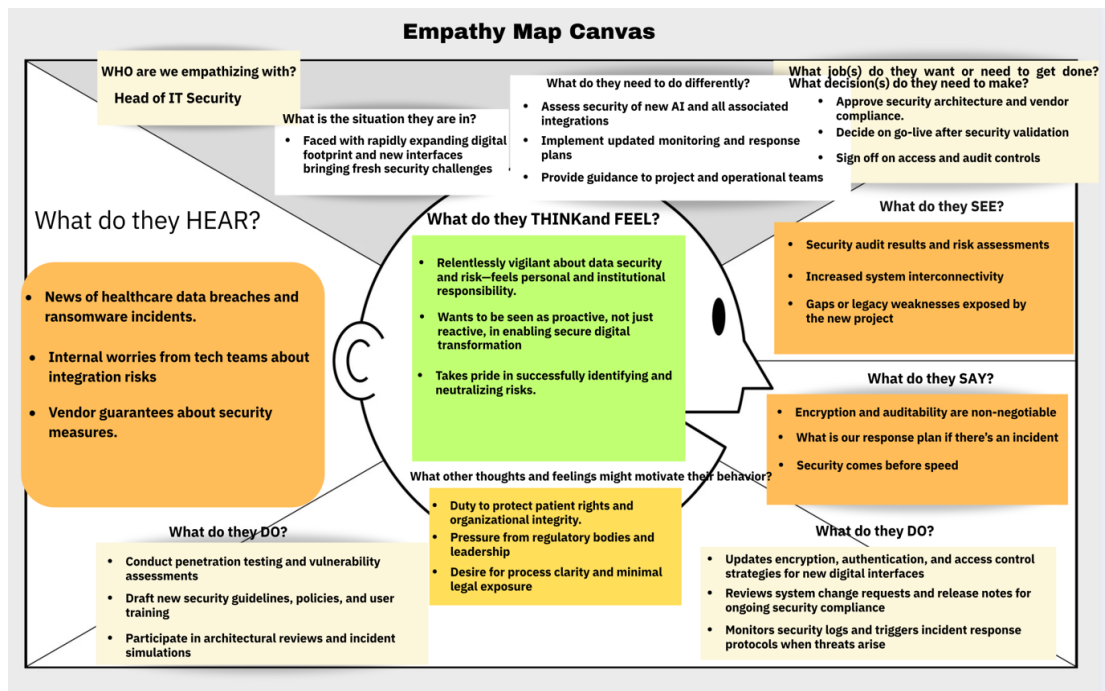 Empathy Map Canvas
WHO are we empathizing with?
Head of IT Security
What is the situation they are in?
• Faced with rapidly expanding digital
footprint and new interfaces
bringing fresh security challenges
What do they need to do differently?
• Assess security of new AI and all associated
integrations
• Implement updated monitoring and response
plans
• Provide guidance to project and operational teams
What job(s) do they want or need to get done?
What decision(s) do they need to make?
• Approve security architecture and vendor
compliance.
• Decide on go-live after security validation
• Sign off on access and audit controls
What do they HEAR?
• News of healthcare data breaches and
ransomware incidents.
• Internal worries from tech teams about
integration risks
• Vendor guarantees about security
measures.
What do they THINKand FEEL?
• Relentlessly vigilant about data security
and risk—feels personal and institutional
responsibility.
• Wants to be seen as proactive, not just
reactive, in enabling secure digital
transformation
• Takes pride in successfully identifying and
neutralizing risks.
What do they SEE?
• Security audit results and risk assessments
• Increased system interconnectivity
• Gaps or legacy weaknesses exposed by
the new project
What do they SAY?
• Encryption and auditability are non-negotiable
• What is our response plan if there's an incident
• Security comes before speed
What other thoughts and feelings might motivate their behavior?
• Duty to protect patient rights and
organizational integrity.
• Pressure from regulatory bodies and
leadership
• Desire for process clarity and minimal
legal exposure
What do they DO?
• Conduct penetration testing and vulnerability
assessments
• Draft new security guidelines, policies, and user
training
• Participate in architectural reviews and incident
simulations
What do they DO?
• Updates encryption, authentication, and access control
strategies for new digital interfaces
• Reviews system change requests and release notes for
ongoing security compliance
• Monitors security logs and triggers incident response
protocols when threats arise